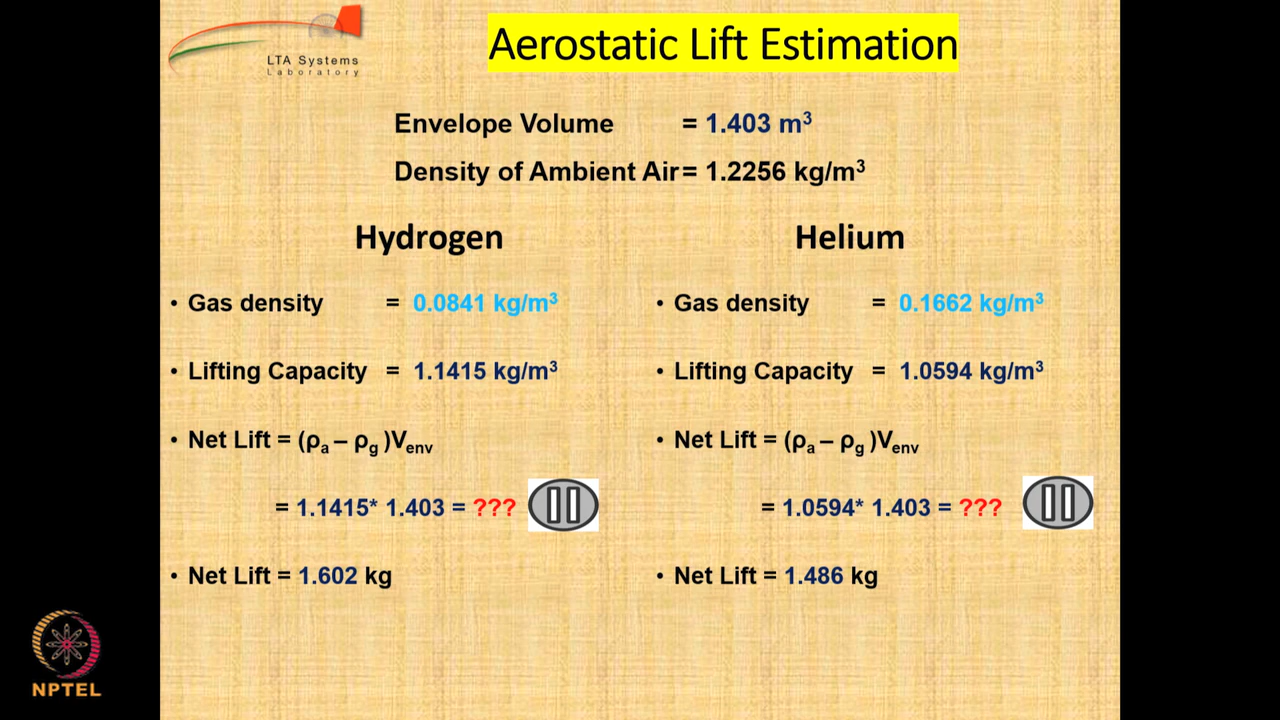 LTA Systems
Laboratory
Aerostatic Lift Estimation
Envelope Volume = 1.403 m³
Density of Ambient Air = 1.2256 kg/m³
Hydrogen
• Gas density = 0.0841 kg/m³
• Lifting Capacity = 1.1415 kg/m³
• Net Lift = (ρₐ – ρg )Venv
= 1.1415* 1.403 = ???
• Net Lift = 1.602 kg
Helium
• Gas density = 0.1662 kg/m³
• Lifting Capacity = 1.0594 kg/m³
• Net Lift = (ρₐ – ρg )Venv
= 1.0594* 1.403 = ???
• Net Lift = 1.486 kg
NPTEL